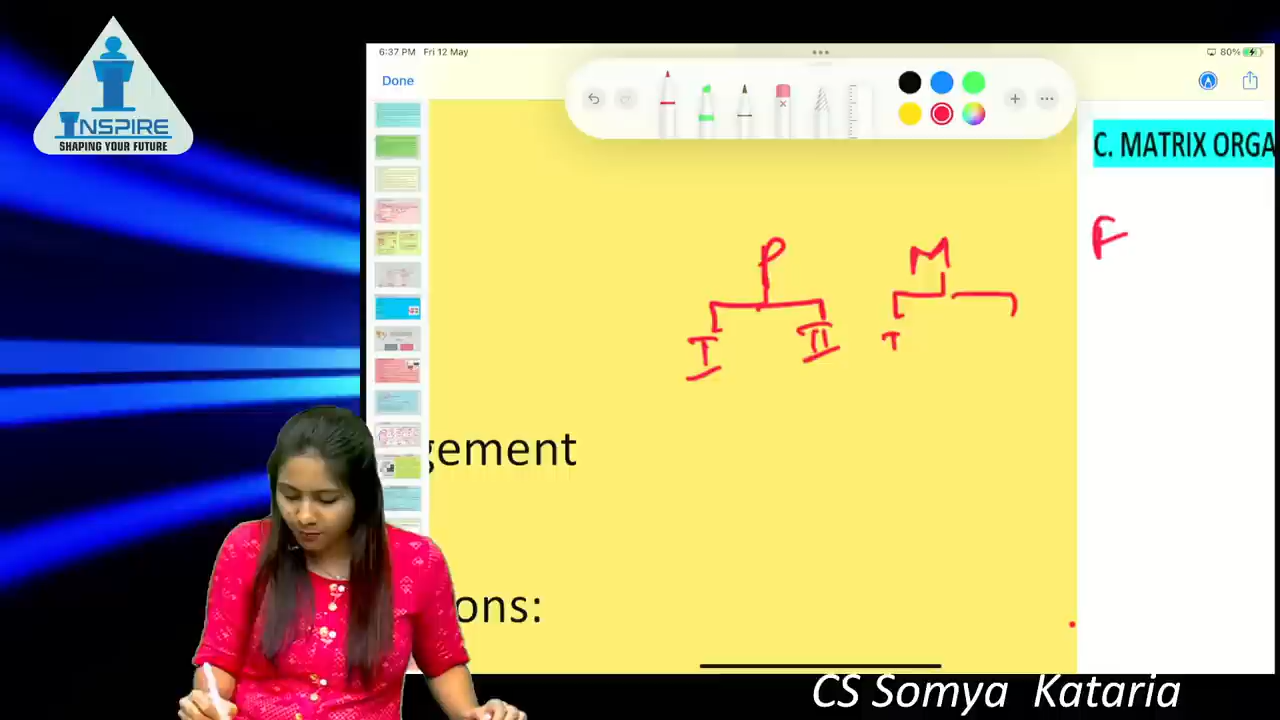 INSPIRE
SHAPING YOUR FUTURE
6:37 PM Fri 12 May
80%
Done
C. MATRIX ORGA
P M F
I II I
gement
ons:
CS Somya Kataria